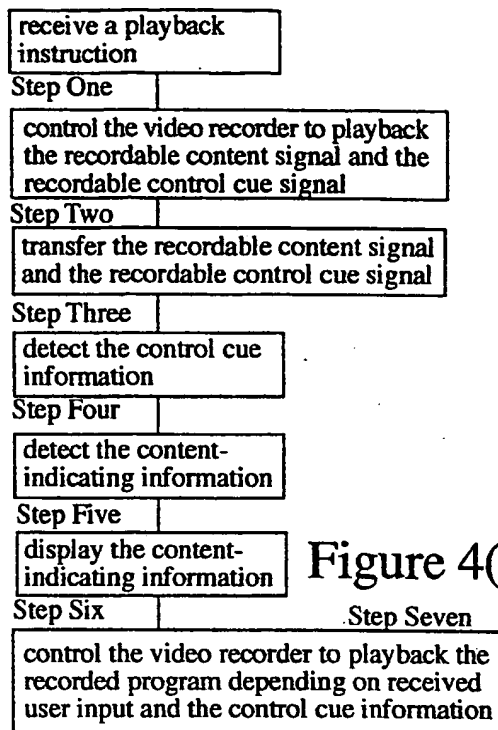 receive a playback
instruction
Step One
control the video recorder to playback
the recordable content signal and the
recordable control cue signal
Step Two
transfer the recordable content signal
and the recordable control cue signal
Step Three
detect the control cue
information
Step Four
detect the content-
indicating information
Step Five
display the content-
indicating information
Figure 4(
Step Six
Step Seven
control the video recorder to playback the
recorded program depending on received
user input and the control cue information